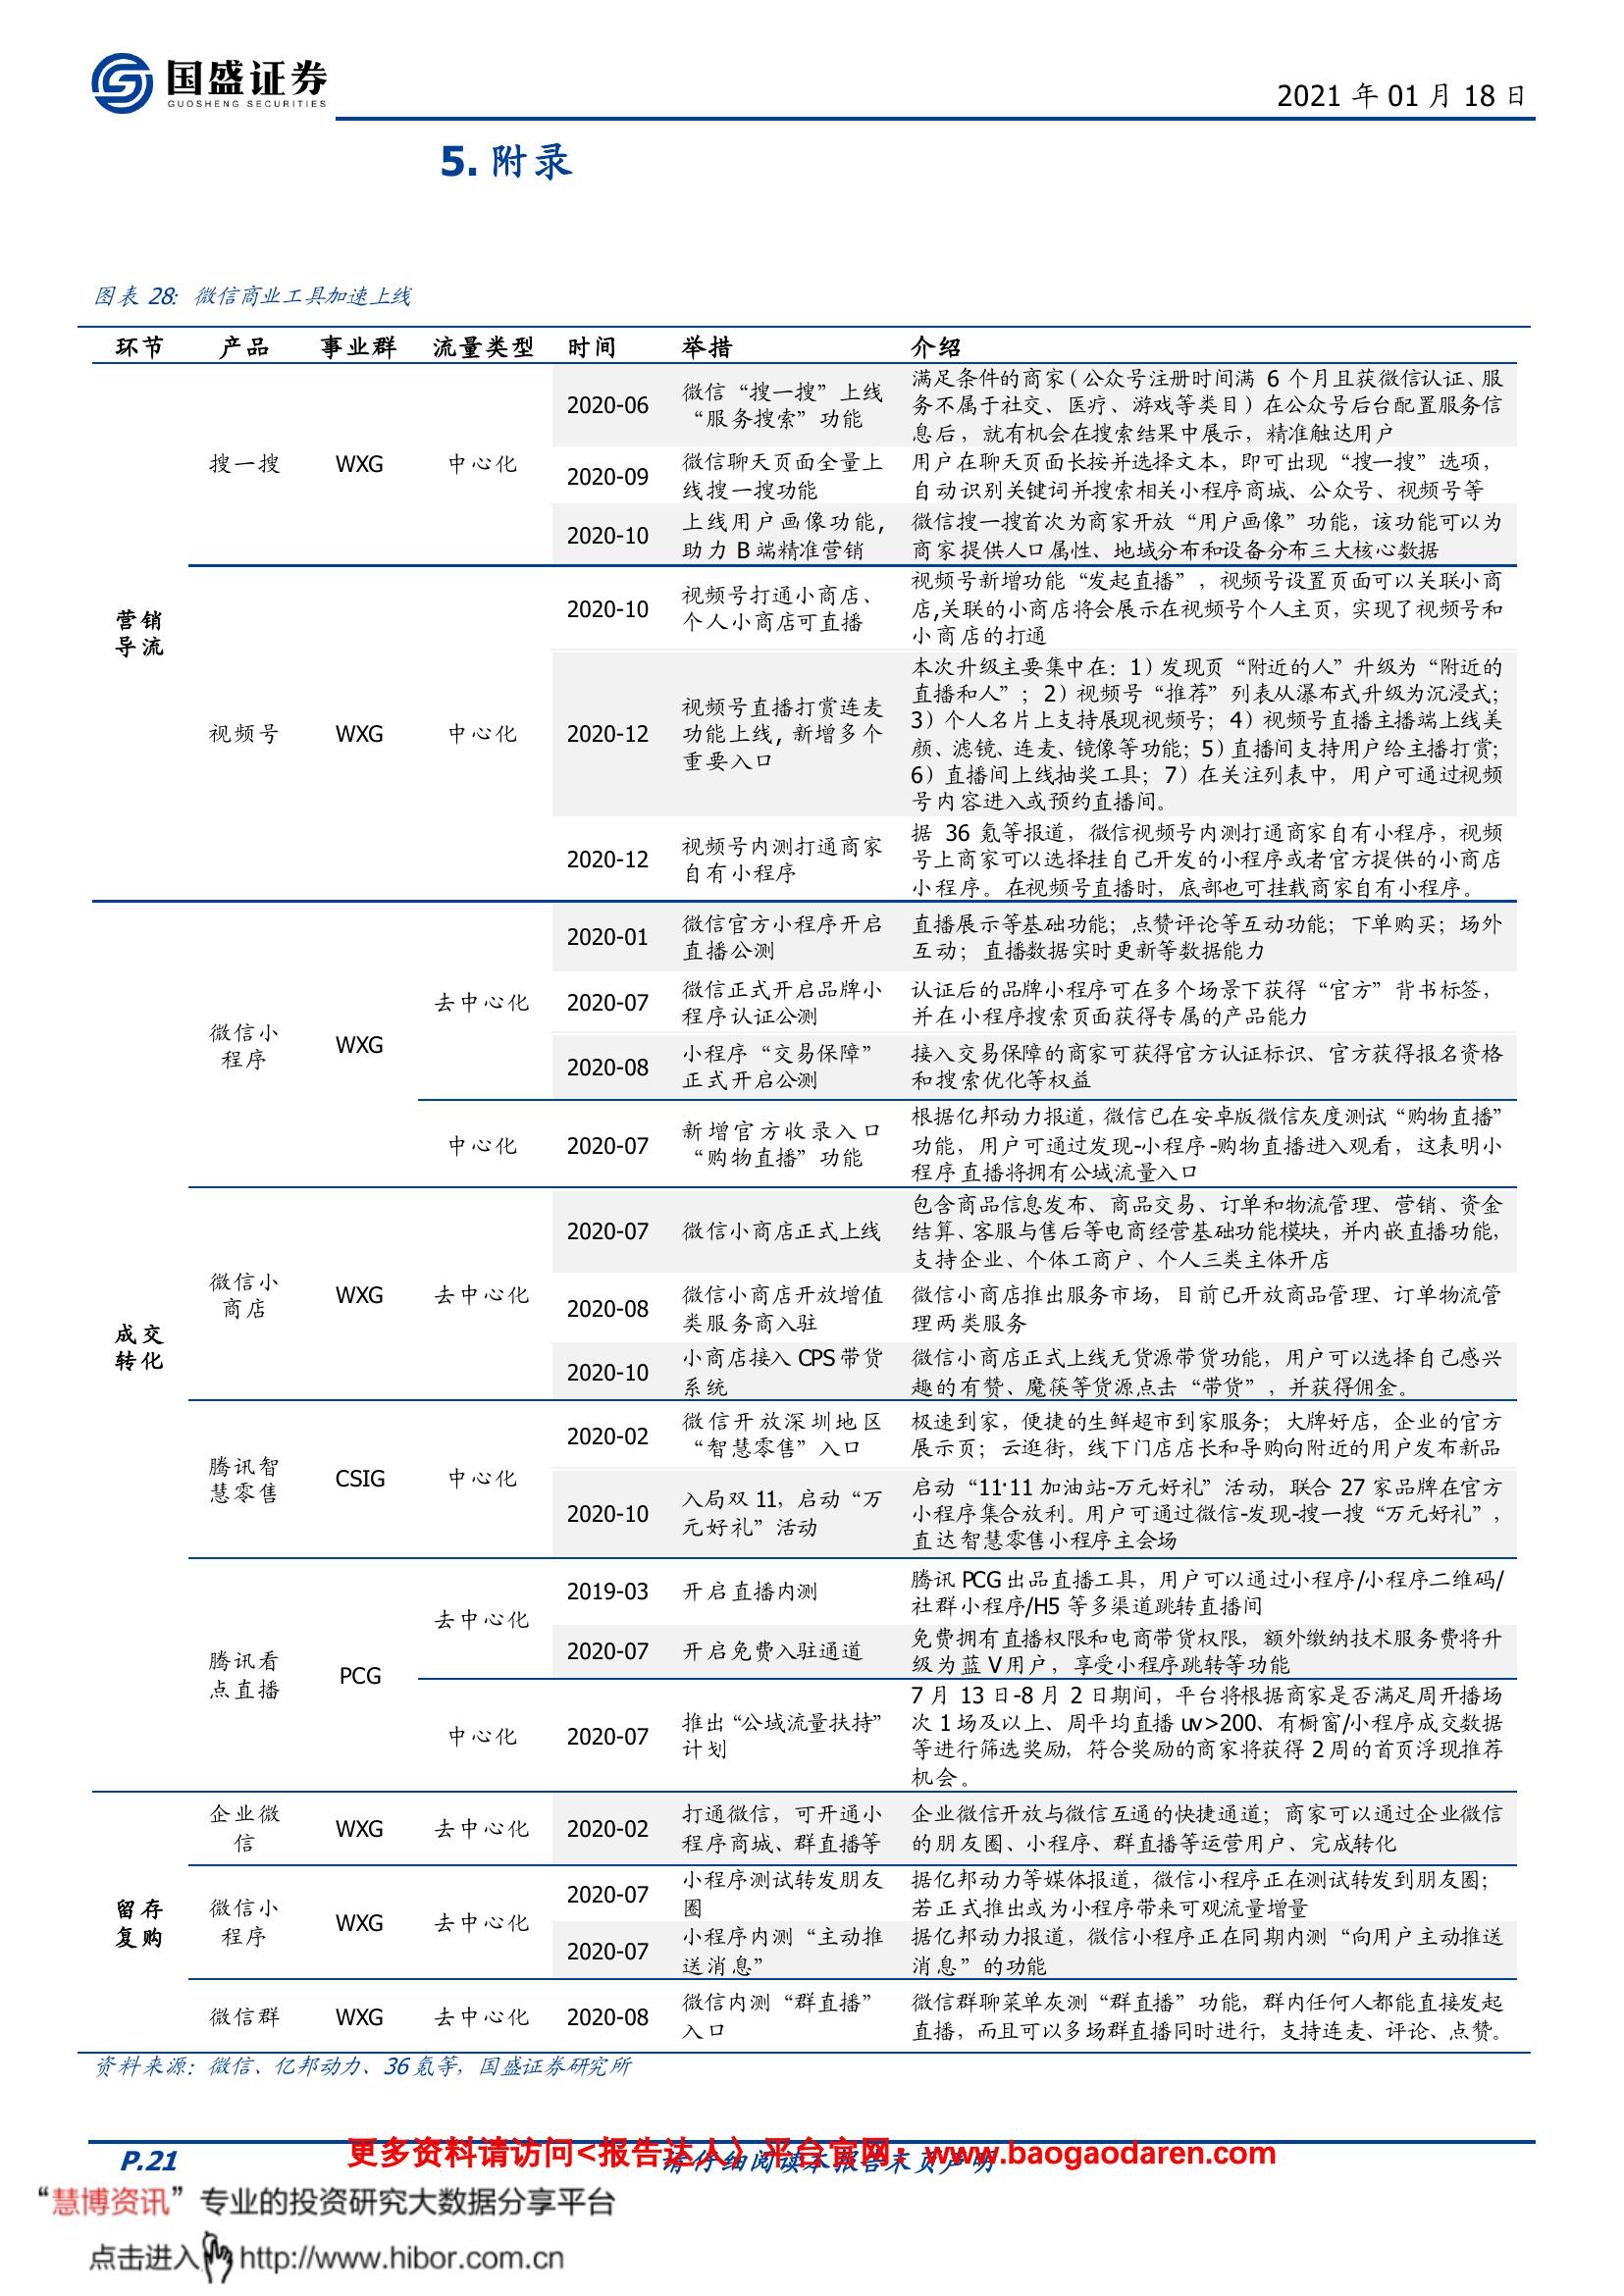 国盛证券
GUOSHENG SECURITIES
2021 年 01 月 18 日
5. 附录
图表 28: 微信商业工具加速上线
环节 产品 事业群 流量类型 时间 举措 介绍
营销
导流
搜一搜 WXG 中心化
2020-06
微信“搜一搜”上线
“服务搜索”功能
满足条件的商家(公众号注册时间满 6 个月且获微信认证、服
务不属于社交、医疗、游戏等类目)在公众号后台配置服务信
息后，就有机会在搜索结果中展示，精准触达用户
2020-09
微信聊天页面全量上
线搜一搜功能
用户在聊天页面长按并选择文本，即可出现“搜一搜”选项，
自动识别关键词并搜索相关小程序商城、公众号、视频号等
2020-10
上线用户画像功能，
助力 B 端精准营销
微信搜一搜首次为商家开放“用户画像”功能，该功能可以为
商家提供人口属性、地域分布和设备分布三大核心数据
视频号 WXG 中心化
2020-10
视频号打通小商店、
个人小商店可直播
视频号新增功能“发起直播”，视频号设置页面可以关联小商
店,关联的小商店将会展示在视频号个人主页，实现了视频号和
小商店的打通
2020-12
视频号直播打赏连麦
功能上线，新增多个
重要入口
本次升级主要集中在：1）发现页“附近的人”升级为“附近的
直播和人”；2）视频号“推荐”列表从瀑布式升级为沉浸式；
3）个人名片上支持展现视频号；4）视频号直播主播端上线美
颜、滤镜、连麦、镜像等功能；5）直播间支持用户给主播打赏；
6）直播间上线抽奖工具；7）在关注列表中，用户可通过视频
号内容进入或预约直播间。
2020-12
视频号内测打通商家
自有小程序
据 36 氪等报道，微信视频号内测打通商家自有小程序，视频
号上商家可以选择挂自己开发的小程序或者官方提供的小商店
小程序。在视频号直播时，底部也可挂载商家自有小程序。
成交
转化
微信小
程序
WXG
去中心化
2020-01
微信官方小程序开启
直播公测
直播展示等基础功能；点赞评论等互动功能；下单购买；场外
互动；直播数据实时更新等数据能力
2020-07
微信正式开启品牌小
程序认证公测
认证后的品牌小程序可在多个场景下获得“官方”背书标签，
并在小程序搜索页面获得专属的产品能力
2020-08
小程序“交易保障”
正式开启公测
接入交易保障的商家可获得官方认证标识、官方获得报名资格
和搜索优化等权益
中心化 2020-07
新增官方收录入口
“购物直播”功能
根据亿邦动力报道，微信已在安卓版微信灰度测试“购物直播”
功能，用户可通过发现-小程序-购物直播进入观看，这表明小
程序直播将拥有公域流量入口
微信小
商店
WXG 去中心化
2020-07 微信小商店正式上线
包含商品信息发布、商品交易、订单和物流管理、营销、资金
结算、客服与售后等电商经营基础功能模块，并内嵌直播功能，
支持企业、个体工商户、个人三类主体开店
2020-08
微信小商店开放增值
类服务商入驻
微信小商店推出服务市场，目前已开放商品管理、订单物流管
理两类服务
2020-10
小商店接入 CPS 带货
系统
微信小商店正式上线无货源带货功能，用户可以选择自己感兴
趣的有赞、魔筷等货源点击“带货”，并获得佣金。
腾讯智
慧零售
CSIG 中心化
2020-02
微信开放深圳地区
“智慧零售”入口
极速到家，便捷的生鲜超市到家服务；大牌好店，企业的官方
展示页；云逛街，线下门店店长和导购向附近的用户发布新品
2020-10
入局双 11，启动“万
元好礼”活动
启动“11·11 加油站-万元好礼”活动，联合 27 家品牌在官方
小程序集合放利。用户可通过微信-发现-搜一搜“万元好礼”，
直达智慧零售小程序主会场
腾讯看
点直播
PCG
去中心化
2019-03 开启直播内测
腾讯 PCG 出品直播工具，用户可以通过小程序/小程序二维码/
社群小程序/H5 等多渠道跳转直播间
2020-07 开启免费入驻通道
免费拥有直播权限和电商带货权限，额外缴纳技术服务费将升
级为蓝 V 用户，享受小程序跳转等功能
中心化 2020-07
推出“公域流量扶持”
计划
7 月 13 日-8 月 2 日期间，平台将根据商家是否满足周开播场
次 1 场及以上、周平均直播 uv>200、有橱窗/小程序成交数据
等进行筛选奖励，符合奖励的商家将获得 2 周的首页浮现推荐
机会。
留存
复购
企业微
信
WXG 去中心化 2020-02
打通微信，可开通小
程序商城、群直播等
企业微信开放与微信互通的快捷通道；商家可以通过企业微信
的朋友圈、小程序、群直播等运营用户、完成转化
微信小
程序
WXG 去中心化
2020-07
小程序测试转发朋友
圈
据亿邦动力等媒体报道，微信小程序正在测试转发到朋友圈；
若正式推出或为小程序带来可观流量增量
2020-07
小程序内测“主动推
送消息”
据亿邦动力报道，微信小程序正在同期内测“向用户主动推送
消息”的功能
微信群 WXG 去中心化 2020-08
微信内测“群直播”
入口
微信群聊菜单灰测“群直播”功能，群内任何人都能直接发起
直播，而且可以多场群直播同时进行，支持连麦、评论、点赞。
资料来源：微信、亿邦动力、36 氪等，国盛证券研究所
P.21
请仔细阅读本报告末页声明
更多资料请访问<报告达人》平台官网：www.baogaodaren.com
“慧博资讯”专业的投资研究大数据分享平台
点击进入 http://www.hibor.com.cn